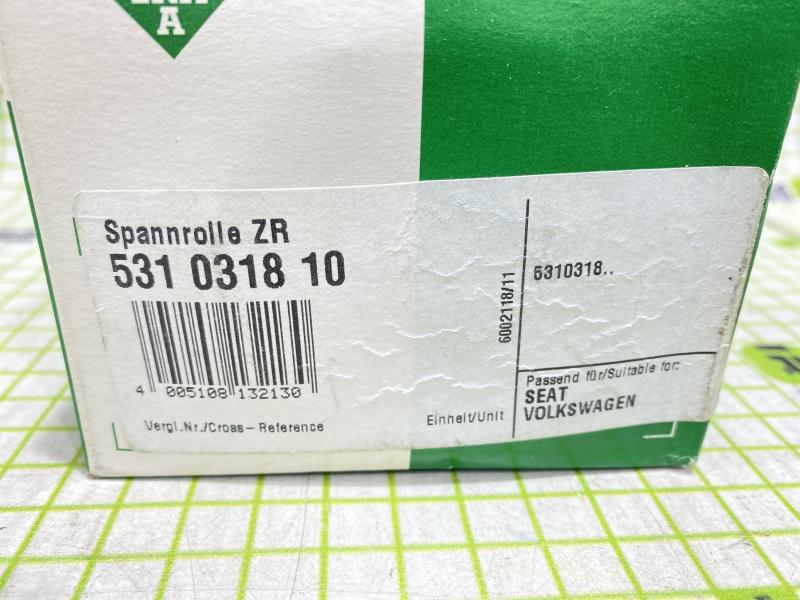 A
Spannrolle ZR
531 0318 10
4 005108 132130
Vergl.Nr./Cross-Reference
Einheit/Unit
6002118/11
5310318..
Passend für/Suitable for:
SEAT
VOLKSWAGEN